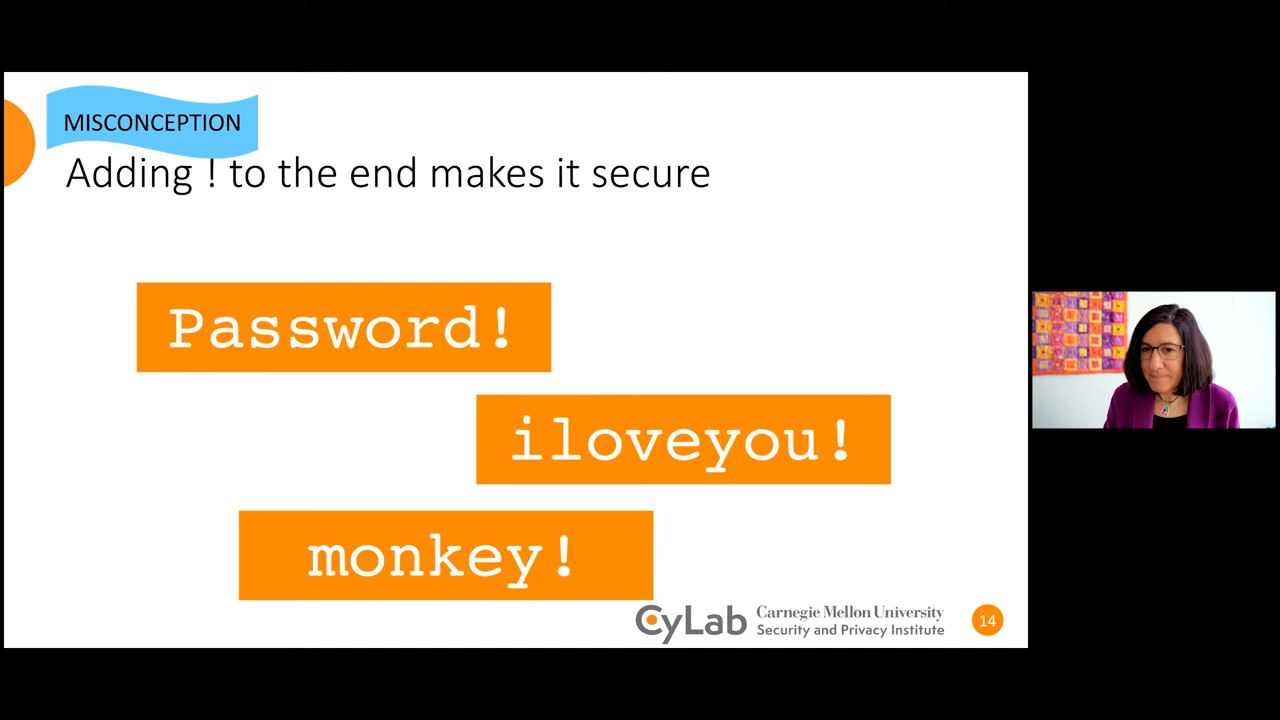 MISCONCEPTION
Adding ! to the end makes it secure
Password!
iloveyou!
monkey!
CyLab
Carnegie Mellon University
Security and Privacy Institute
14